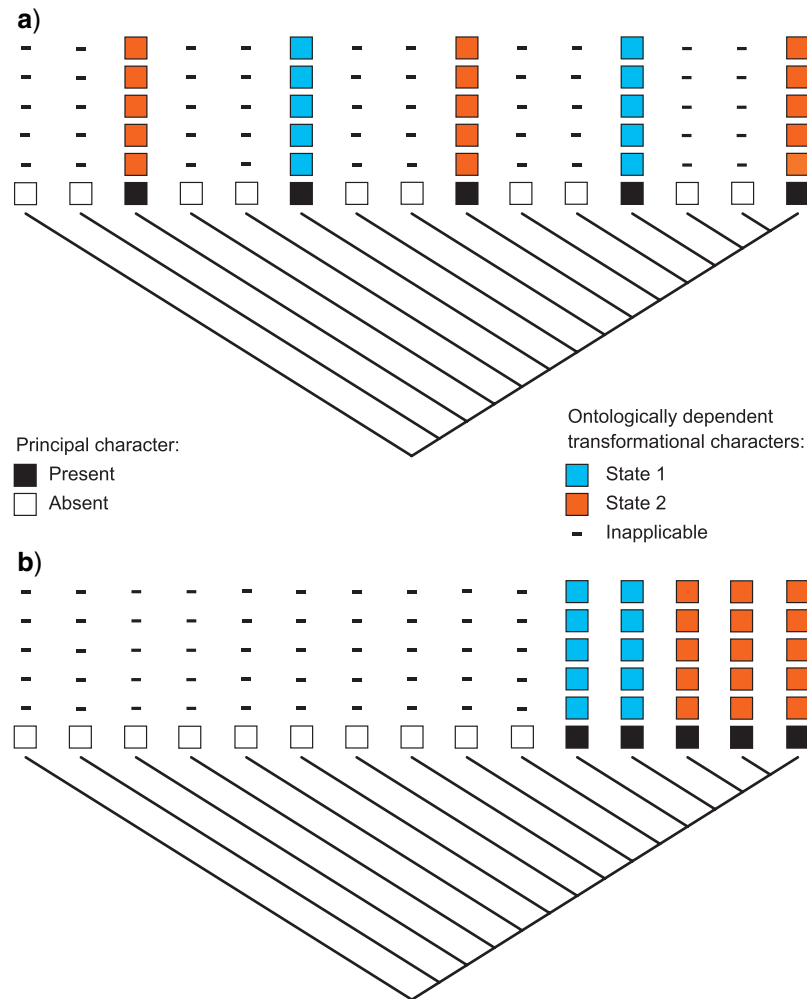 a)
Principal character:
Present
Absent
Ontologically dependent
transformational characters:
State 1
State 2
Inapplicable
b)